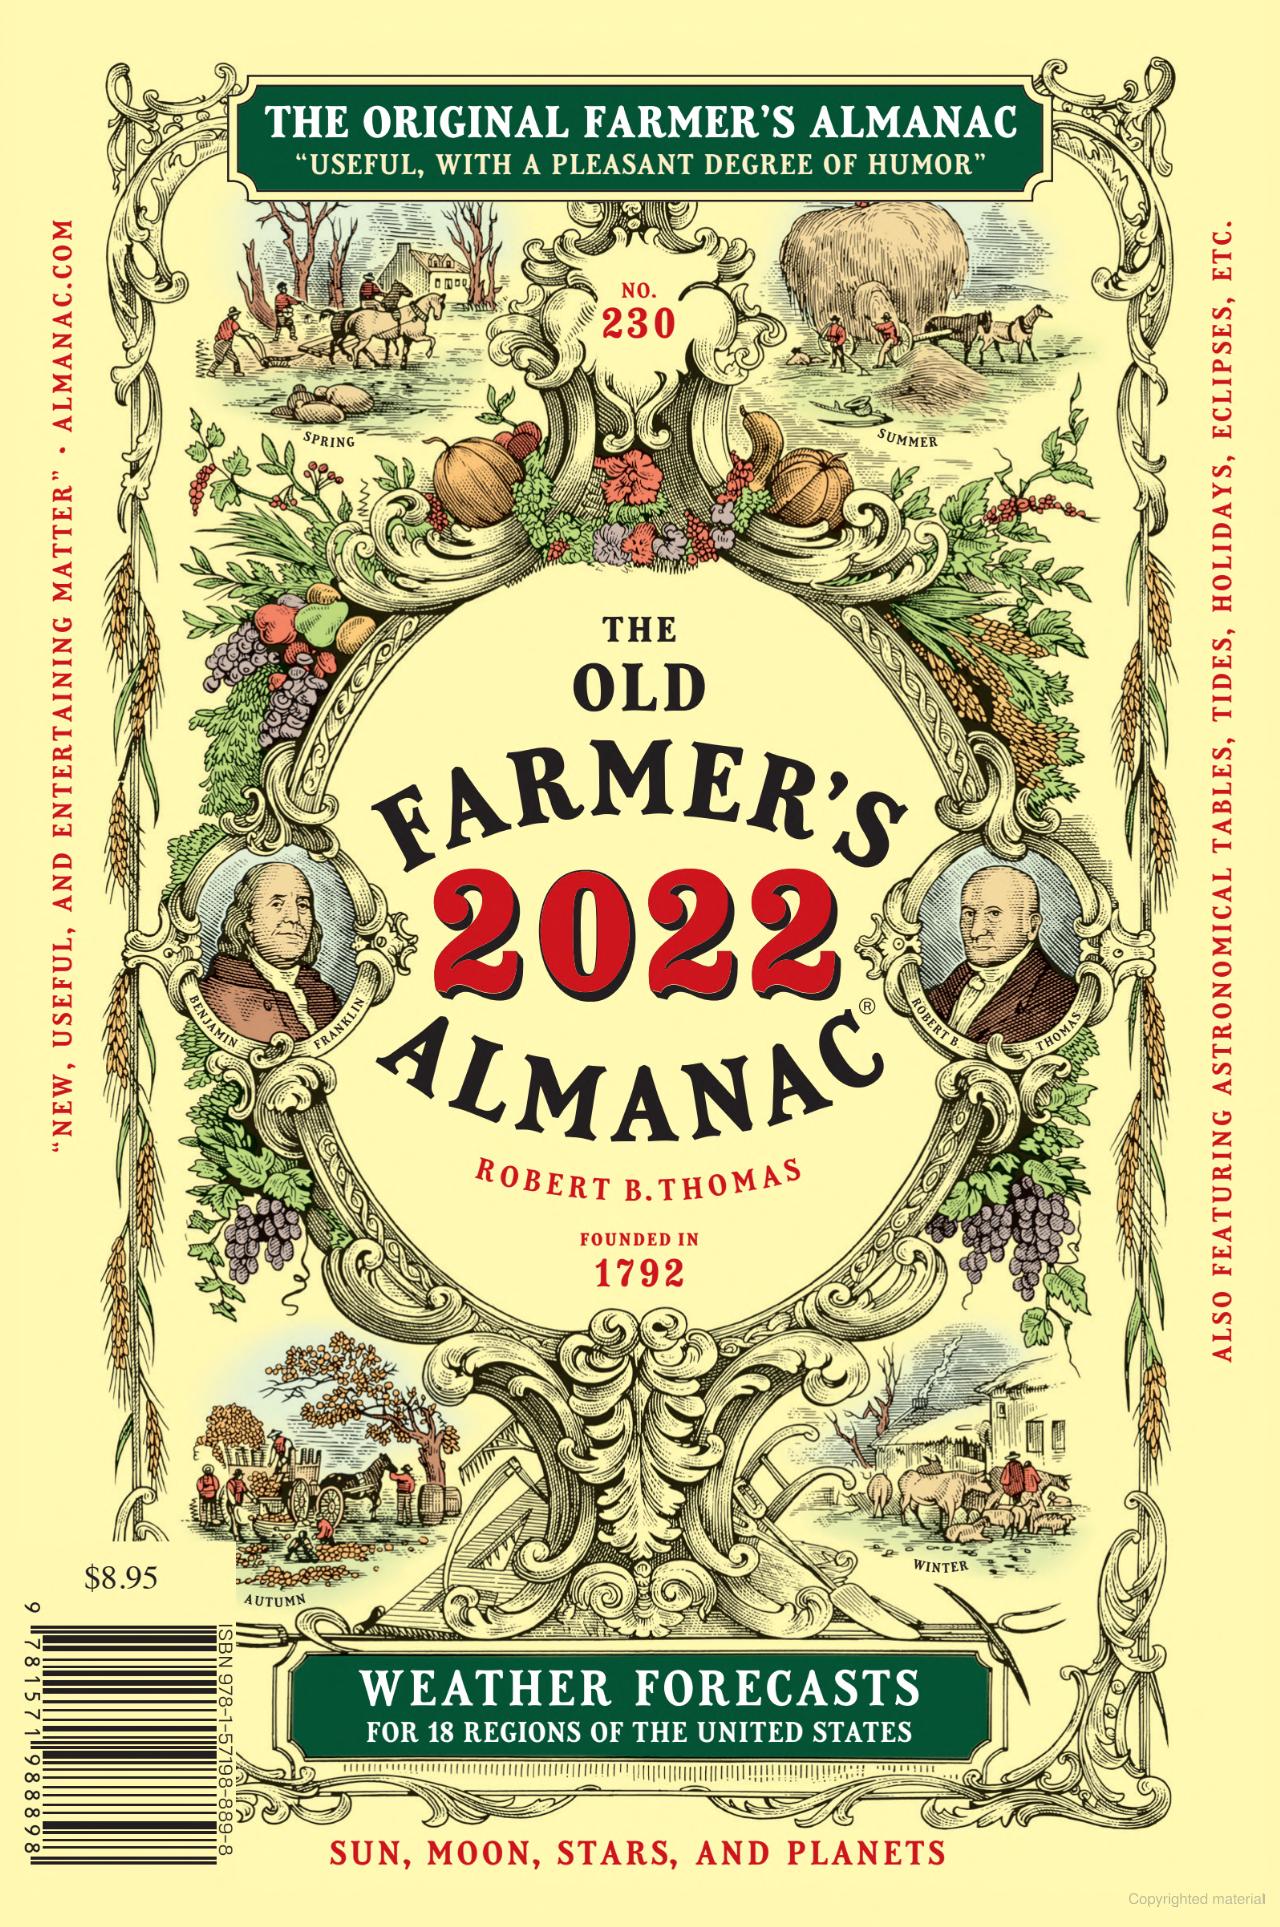 THE ORIGINAL FARMER'S ALMANAC
“USEFUL, WITH A PLEASANT DEGREE OF HUMOR”
“NEW, USEFUL, AND ENTERTAINING MATTER” · ALMANAC.COM
ALSO FEATURING ASTRONOMICAL TABLES, TIDES, HOLIDAYS, ECLIPSES, ETC.
NO.
230
SPRING
SUMMER
THE
OLD
FARMER'S
2022
ALMANAC®
BENJAMIN FRANKLIN
ROBERT B. THOMAS
ROBERT B. THOMAS
FOUNDED IN
1792
AUTUMN
WINTER
$8.95
ISBN 978-1-57198-889-8
9 781571 988898
WEATHER FORECASTS
FOR 18 REGIONS OF THE UNITED STATES
SUN, MOON, STARS, AND PLANETS
Copyrighted material